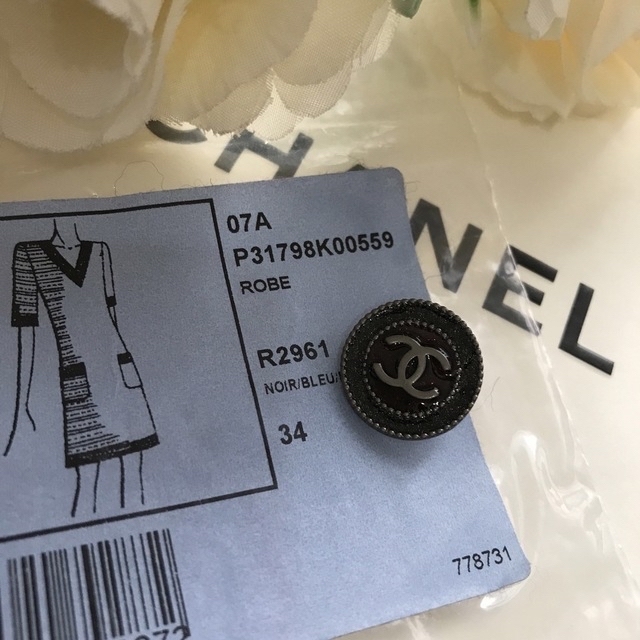 CHANEL
07A
P31798K00559
ROBE
R2961
NOIR/BLEU/
34
778731